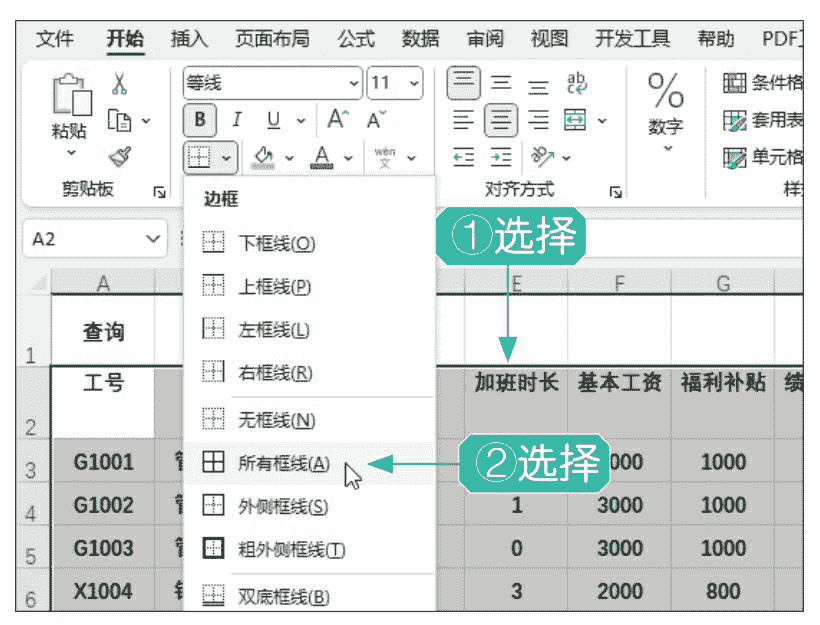 文件 开始 插入 页面布局 公式 数据 审阅 视图 开发工具 帮助 PDF
等线 11 ab 条件格
粘贴 B I U A A 数字 套用表
A wén 文 单元格
剪贴板 对齐方式 样
A2
边框
下框线(O)
上框线(P)
左框线(L)
右框线(R)
无框线(N)
所有框线(A)
外侧框线(S)
粗外侧框线(T)
双底框线(B)
①选择
②选择
A E F G
1 查询
2 工号 加班时长 基本工资 福利补贴 绩
3 G1001 000 1000
4 G1002 1 3000 1000
5 G1003 0 3000 1000
6 X1004 3 2000 800